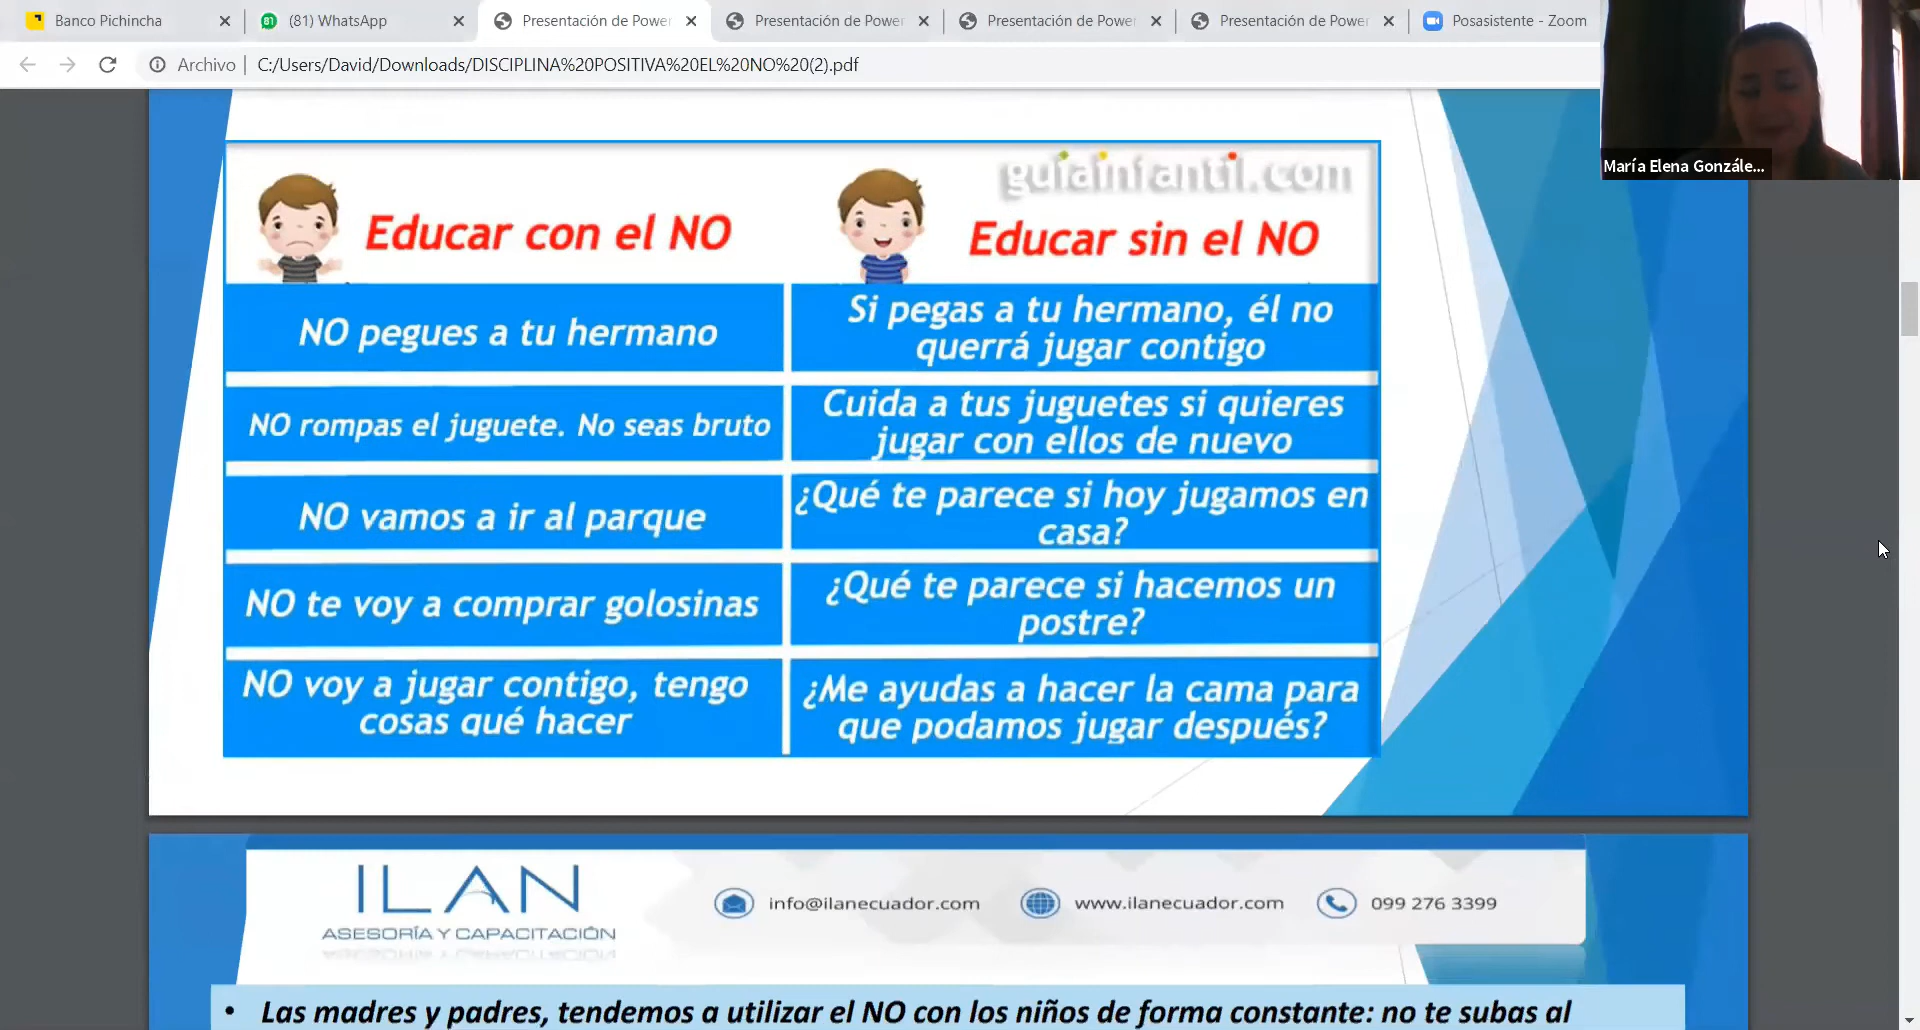 Banco Pichincha
(81) WhatsApp
Presentación de Power
Presentación de Power
Presentación de Power
Presentación de Power
Posasistente - Zoom
Archivo
C:/Users/David/Downloads/DISCIPLINA%20POSITIVA%20EL%20NO%20(2).pdf
María Elena Gonzále...
guiainfantil.com
Educar con el NO
Educar sin el NO
NO pegues a tu hermano
Si pegas a tu hermano, él no
querrá jugar contigo
NO rompas el juguete. No seas bruto
Cuida a tus juguetes si quieres
jugar con ellos de nuevo
NO vamos a ir al parque
¿Qué te parece si hoy jugamos en
casa?
NO te voy a comprar golosinas
¿Qué te parece si hacemos un
postre?
NO voy a jugar contigo, tengo
cosas qué hacer
¿Me ayudas a hacer la cama para
que podamos jugar después?
ILAN
ASESORÍA Y CAPACITACIÓN
info@ilanecuador.com
www.ilanecuador.com
099 276 3399
• Las madres y padres, tendemos a utilizar el NO con los niños de forma constante: no te subas al